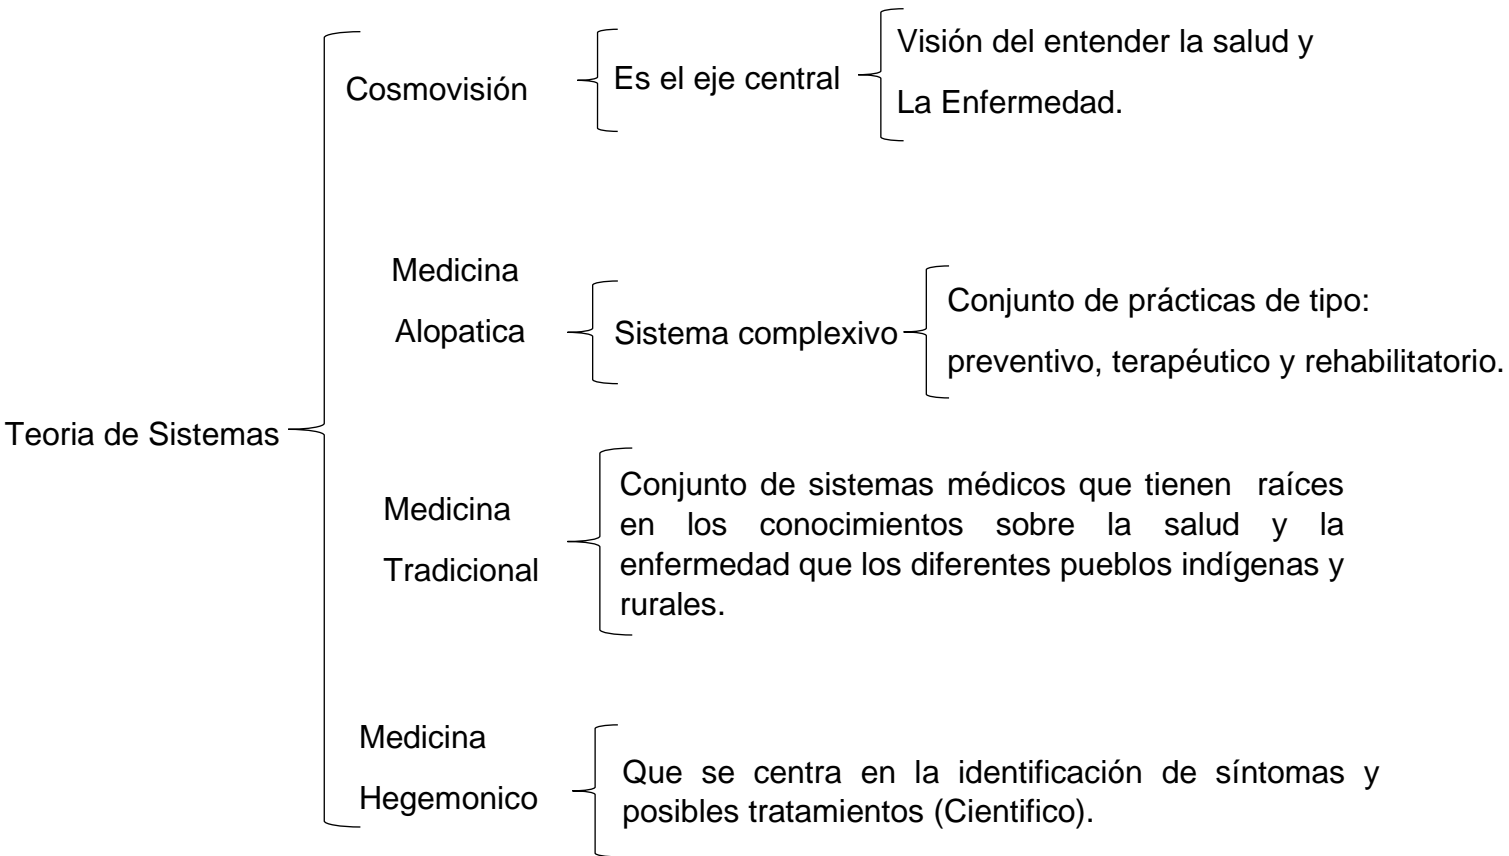 Teoria de Sistemas
Cosmovisión
Es el eje central
Visión del entender la salud y
La Enfermedad.
Medicina
Alopatica
Sistema complexivo
Conjunto de prácticas de tipo:
preventivo, terapéutico y rehabilitatorio.
Medicina
Tradicional
Conjunto de sistemas médicos que tienen raíces
en los conocimientos sobre la salud y la
enfermedad que los diferentes pueblos indígenas y
rurales.
Medicina
Hegemonico
Que se centra en la identificación de síntomas y
posibles tratamientos (Cientifico).